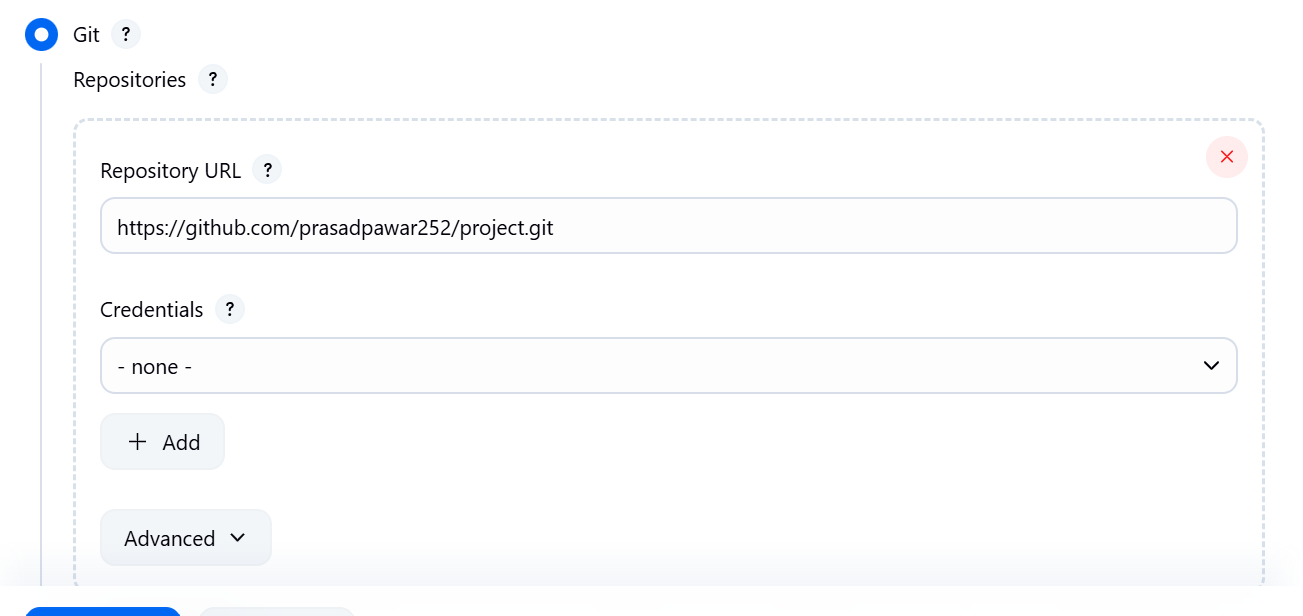 Git ?
Repositories ?
Repository URL ?
https://github.com/prasadpawar252/project.git
Credentials ?
- none -
+ Add
Advanced